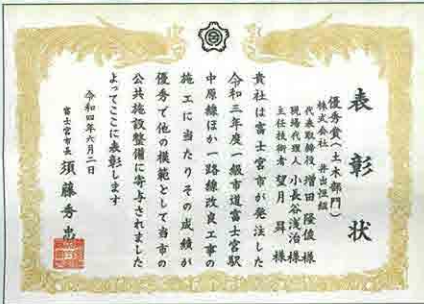 表彰状
優秀賞(土木部門)
株式会社 井出組
代表取締役 増田隆俊様
現場代理人 小長谷浩治様
主任技術者 望月昇様
貴社は富士宮市が発注した
令和三年度一級市道富士宮駅
中原線ほか一路線改良工事の
施工に当たりその成績が
優秀で他の模範として当市の
公共施設整備に寄与されました
よってここに表彰します
令和四年六月二日
富士宮市長 須藤秀忠